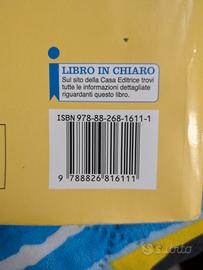 LIBRO IN CHIARO
Sul sito della Casa Editrice trovi
tutte le informazioni dettagliate
riguardanti questo libro.
ISBN 978-88-268-1611-1
9 788826 816111
subito